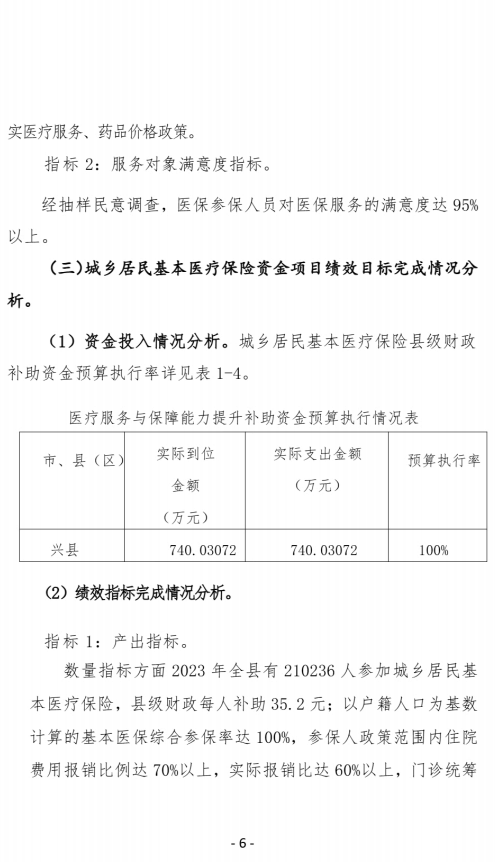 实医疗服务、药品价格政策。
指标 2：服务对象满意度指标。
经抽样民意调查，医保参保人员对医保服务的满意度达 95%
以上。
（三)城乡居民基本医疗保险资金项目绩效目标完成情况分
析。
（1）资金投入情况分析。城乡居民基本医疗保险县级财政
补助资金预算执行率详见表 1-4。
医疗服务与保障能力提升补助资金预算执行情况表
市、县（区） 实际到位 实际支出金额 预算执行率
金额 （万元）
（万元）
兴县 740.03072 740.03072 100%
（2）绩效指标完成情况分析。
指标 1：产出指标。
数量指标方面 2023 年全县有 210236 人参加城乡居民基
本医疗保险，县级财政每人补助 35.2 元；以户籍人口为基数
计算的基本医保综合参保率达 100%，参保人政策范围内住院
费用报销比例达 70%以上，实际报销比达 60%以上，门诊统筹
- 6 -